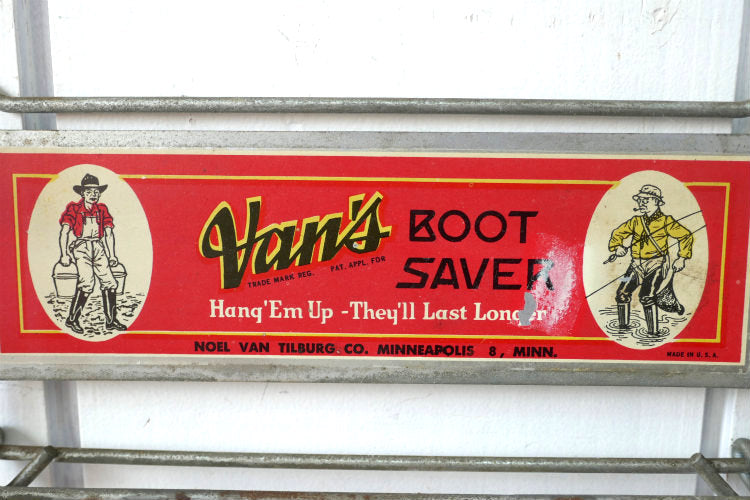 Van's BOOT SAVER
TRADE MARK REG. PAT. APPL. FOR
Hang 'Em Up - They'll Last Longer
NOEL VAN TILBURG CO. MINNEAPOLIS 8, MINN.
MADE IN U.S.A.